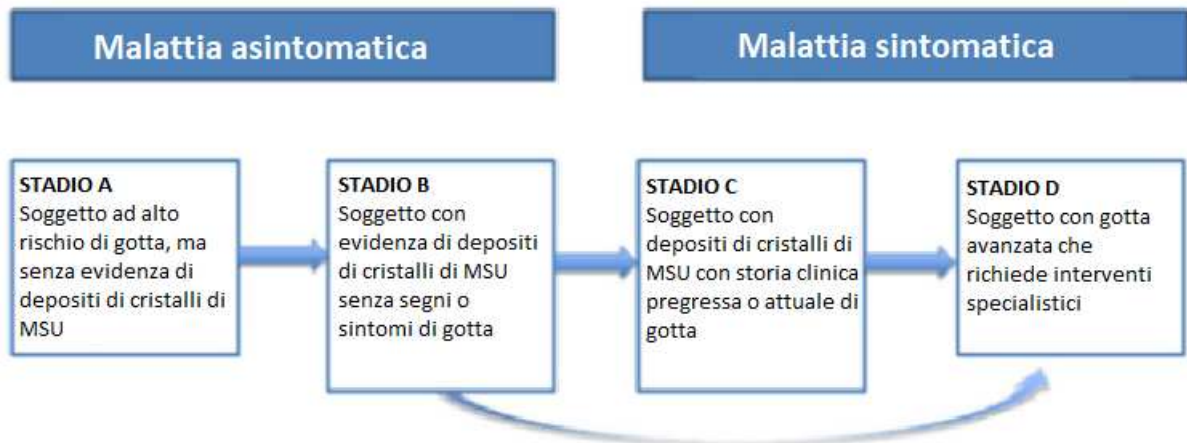 Malattia asintomatica
Malattia sintomatica
STADIO A
Soggetto ad alto
rischio di gotta, ma
senza evidenza di
depositi di cristalli di
MSU
STADIO B
Soggetto con
evidenza di depositi
di cristalli di MSU
senza segni o
sintomi di gotta
STADIO C
Soggetto con
depositi di cristalli di
MSU con storia clinica
pregressa o attuale di
gotta
STADIO D
Soggetto con gotta
avanzata che
richiede interventi
specialistici